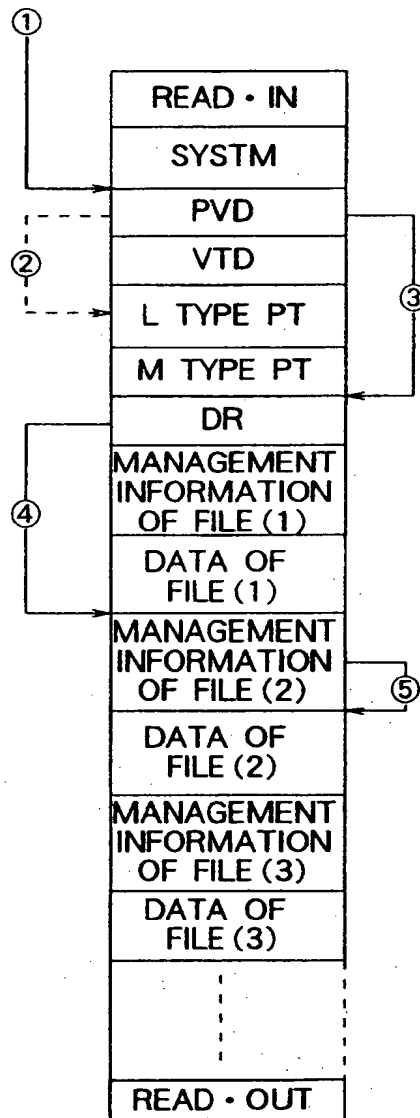 ①
READ・IN
SYSTM
PVD
②
VTD
③
L TYPE PT
M TYPE PT
DR
MANAGEMENT
INFORMATION
OF FILE(1)
④
DATA OF
FILE(1)
MANAGEMENT
INFORMATION
OF FILE(2)
⑤
DATA OF
FILE(2)
MANAGEMENT
INFORMATION
OF FILE(3)
DATA OF
FILE(3)
READ・OUT